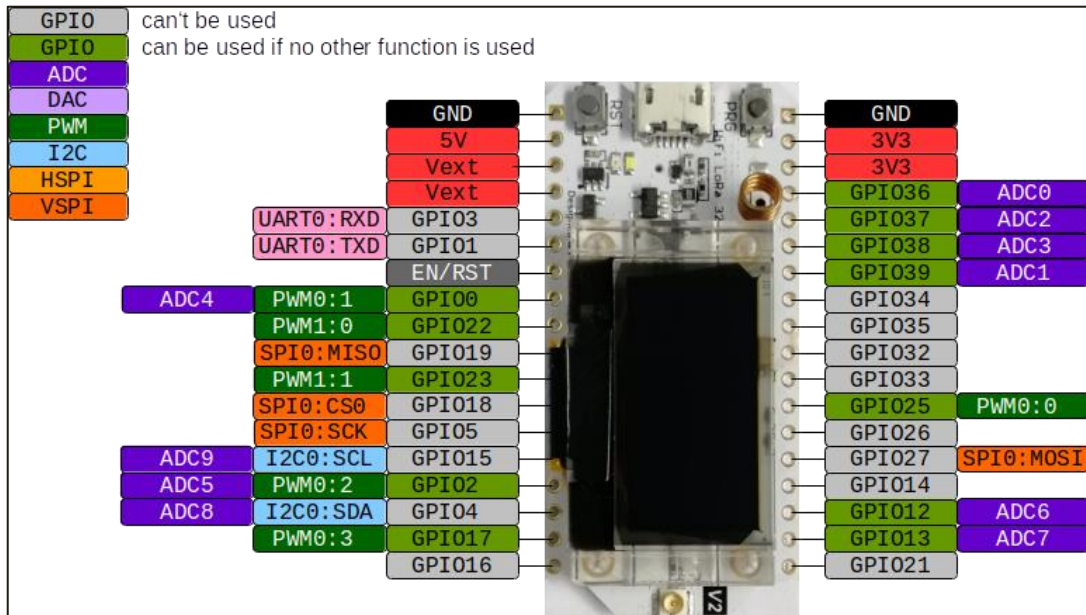 GPIO can't be used
GPIO can be used if no other function is used
ADC
DAC
PWM
I2C
HSPI
VSPI
GND
5V
Vext
Vext
UART0:RXD GPIO3
UART0:TXD GPIO1
EN/RST
ADC4 PWM0:1 GPIO0
PWM1:0 GPIO22
SPI0:MISO GPIO19
PWM1:1 GPIO23
SPI0:CS0 GPIO18
SPI0:SCK GPIO5
ADC9 I2C0:SCL GPIO15
ADC5 PWM0:2 GPIO2
ADC8 I2C0:SDA GPIO4
PWM0:3 GPIO17
GPIO16
RST
PRG
WiFi LoRa 32
V2
GND
3V3
3V3
GPIO36 ADC0
GPIO37 ADC2
GPIO38 ADC3
GPIO39 ADC1
GPIO34
GPIO35
GPIO32
GPIO33
GPIO25 PWM0:0
GPIO26
GPIO27 SPI0:MOSI
GPIO14
GPIO12 ADC6
GPIO13 ADC7
GPIO21